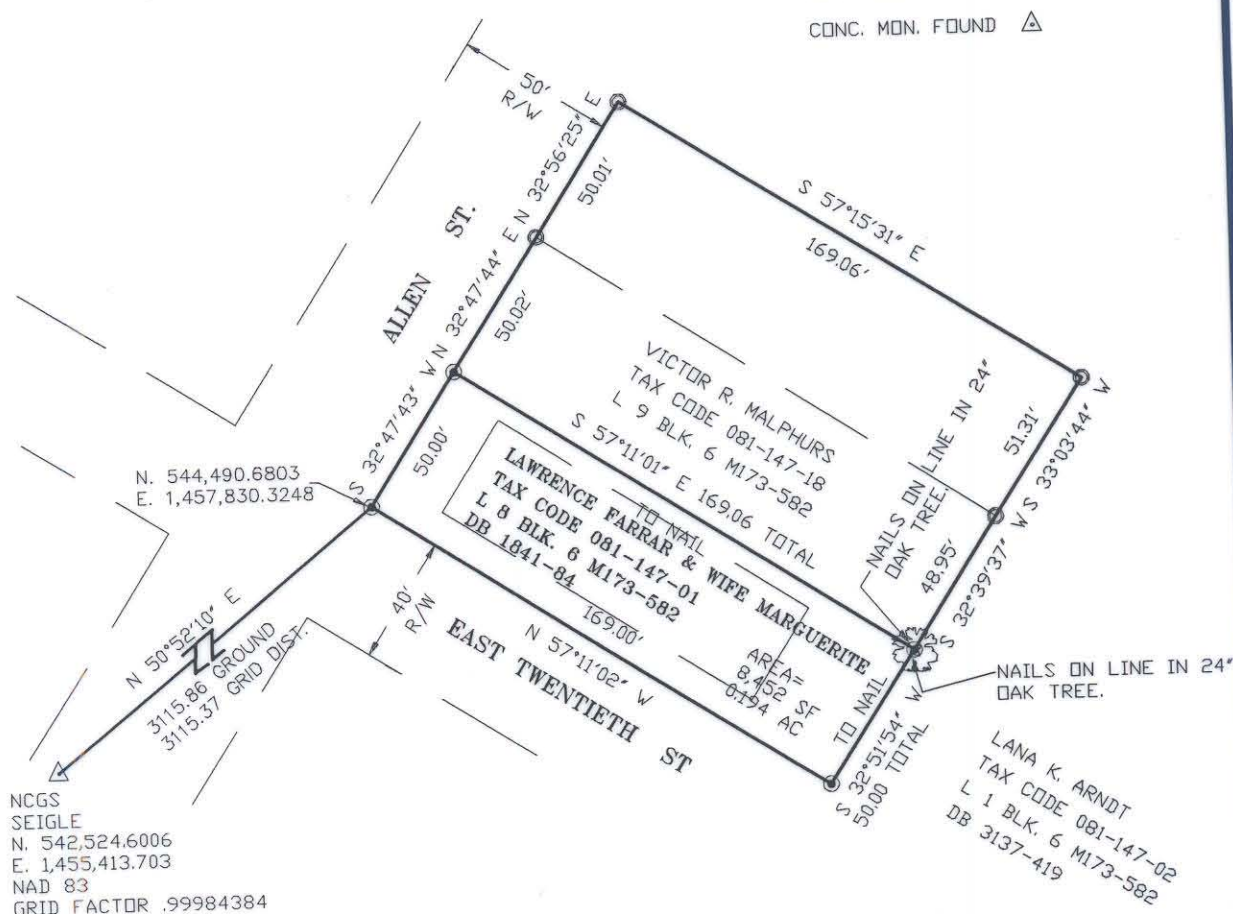 CONC. MON. FOUND
50'
R/W
N 32°56'25" E
50.01'
S 57°15'31" E
169.06'
ALLEN ST.
N 32°47'44" E
50.02'
S 32°47'43" W
50.00'
N. 544,490.6803
E. 1,457,830.3248
VICTOR R. MALPHURS
TAX CODE 081-147-18
L 9 BLK. 6 M173-582
S 57°11'01" E 169.06 TOTAL
TO NAIL
NAILS ON LINE IN 24"
OAK TREE.
51.31'
S 33°03'44" W
48.95'
S 32°39'37" W
LAWRENCE FARRAR & WIFE MARGUERITE
TAX CODE 081-147-01
L 8 BLK. 6 M173-582
DB 1841-84
169.00'
N 57°11'02" W
AREA=
8,452 SF
0.194 AC
TO NAIL
S 32°51'54" W
50.00 TOTAL
NAILS ON LINE IN 24"
OAK TREE.
40'
R/W
EAST TWENTIETH ST
N 50°52'10" E
3115.86 GROUND
3115.37 GRID DIST.
LANA K. ARNDT
TAX CODE 081-147-02
L 1 BLK. 6 M173-582
DB 3137-419
NCGS
SEIGLE
N. 542,524.6006
E. 1,455,413.703
NAD 83
GRID FACTOR .99984384